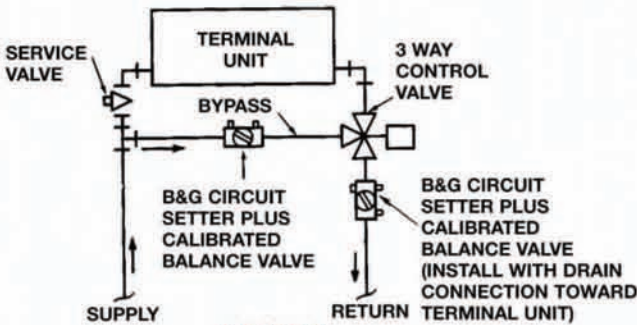 TERMINAL
UNIT
SERVICE
VALVE
3 WAY
CONTROL
VALVE
BYPASS
B&G CIRCUIT
SETTER PLUS
CALIBRATED
BALANCE VALVE
B&G CIRCUIT
SETTER PLUS
CALIBRATED
BALANCE VALVE
(INSTALL WITH DRAIN
CONNECTION TOWARD
TERMINAL UNIT)
SUPPLY
RETURN